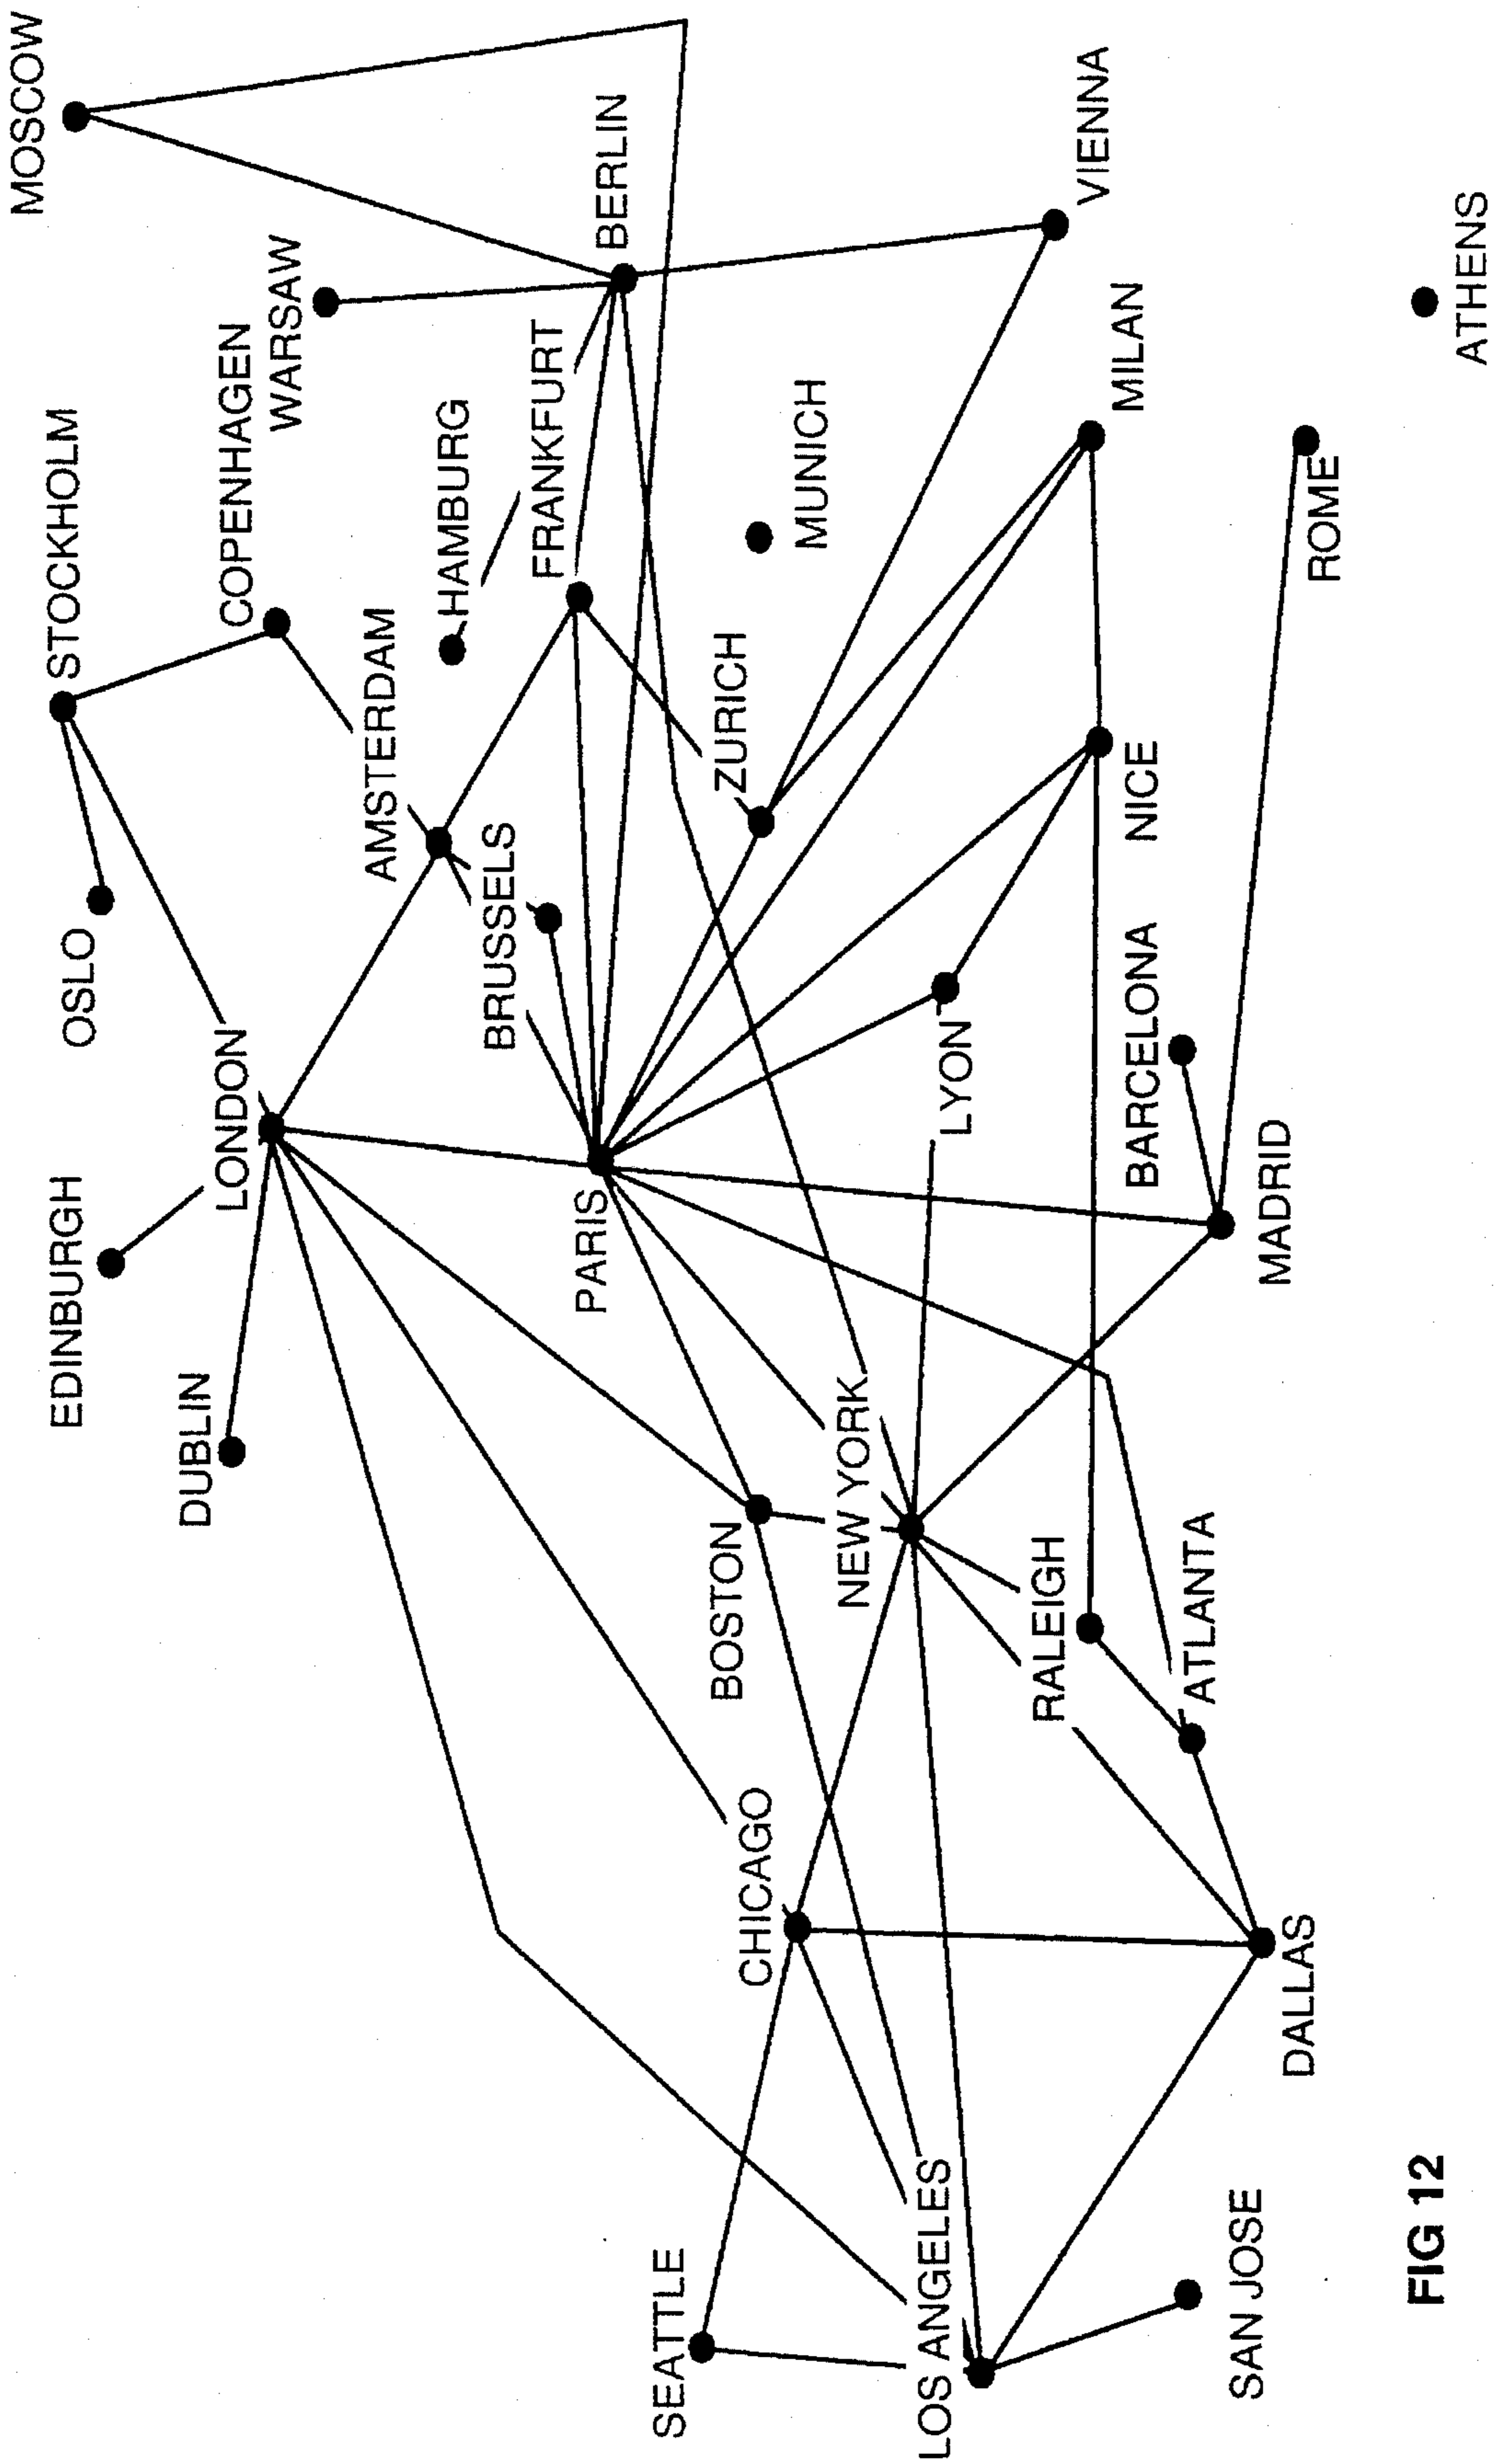 MOSCOW
STOCKHOLM
OSLO
EDINBURGH
WARSAW
COPENHAGEN
LONDON
DUBLIN
HAMBURG
AMSTERDAM
BERLIN
FRANKFURT
BRUSSELS
PARIS
MUNICH
ZURICH
BOSTON
CHICAGO
SEATTLE
VIENNA
MILAN
NICE
LYON
BARCELONA
NEW YORK
RALEIGH
LOS ANGELES
ROME
MADRID
ATLANTA
DALLAS
SAN JOSE
ATHENS
FIG 12